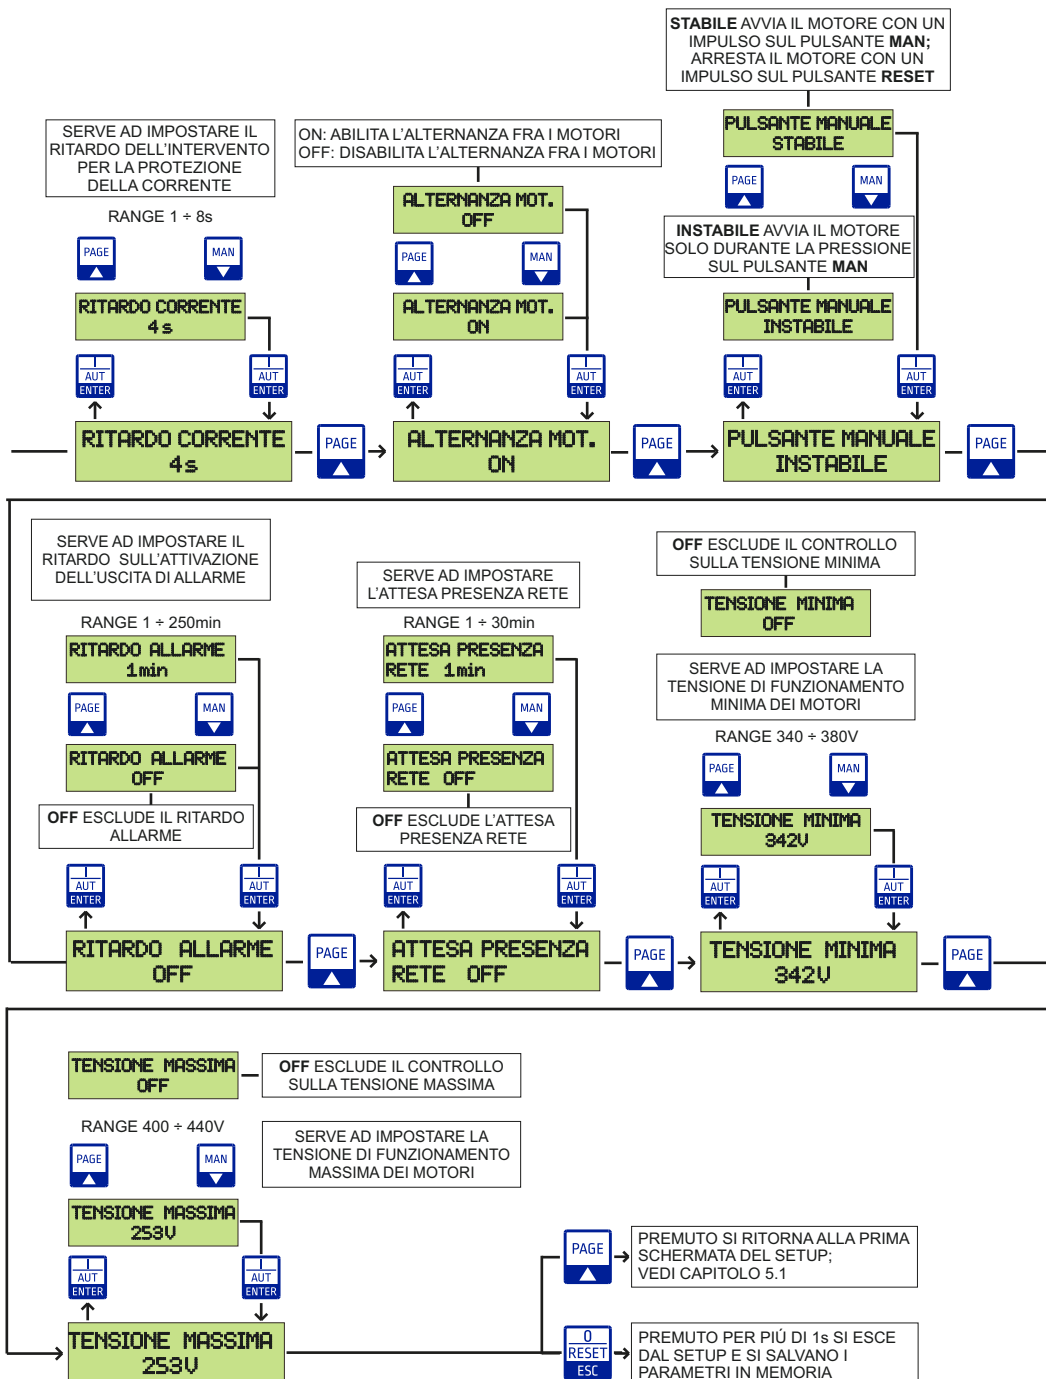 STABILE AVVIA IL MOTORE CON UN
IMPULSO SUL PULSANTE MAN;
ARRESTA IL MOTORE CON UN
IMPULSO SUL PULSANTE RESET
SERVE AD IMPOSTARE IL
RITARDO DELL'INTERVENTO
PER LA PROTEZIONE
DELLA CORRENTE
RANGE 1 ÷ 8s
PAGE
MAN
RITARDO CORRENTE
4 s
AUT
ENTER
AUT
ENTER
RITARDO CORRENTE
4s
PAGE
ON: ABILITA L'ALTERNANZA FRA I MOTORI
OFF: DISABILITA L'ALTERNANZA FRA I MOTORI
ALTERNANZA MOT.
OFF
PAGE
MAN
ALTERNANZA MOT.
ON
AUT
ENTER
AUT
ENTER
ALTERNANZA MOT.
ON
PAGE
PULSANTE MANUALE
STABILE
PAGE
MAN
INSTABILE AVVIA IL MOTORE
SOLO DURANTE LA PRESSIONE
SUL PULSANTE MAN
PULSANTE MANUALE
INSTABILE
AUT
ENTER
AUT
ENTER
PULSANTE MANUALE
INSTABILE
PAGE
SERVE AD IMPOSTARE IL
RITARDO SULL'ATTIVAZIONE
DELL'USCITA DI ALLARME
RANGE 1 ÷ 250min
RITARDO ALLARME
1min
PAGE
MAN
RITARDO ALLARME
OFF
OFF ESCLUDE IL RITARDO
ALLARME
AUT
ENTER
AUT
ENTER
RITARDO ALLARME
OFF
PAGE
SERVE AD IMPOSTARE
L'ATTESA PRESENZA RETE
RANGE 1 ÷ 30min
ATTESA PRESENZA
RETE 1min
PAGE
MAN
ATTESA PRESENZA
RETE OFF
OFF ESCLUDE L'ATTESA
PRESENZA RETE
AUT
ENTER
AUT
ENTER
ATTESA PRESENZA
RETE OFF
PAGE
OFF ESCLUDE IL CONTROLLO
SULLA TENSIONE MINIMA
TENSIONE MINIMA
OFF
SERVE AD IMPOSTARE LA
TENSIONE DI FUNZIONAMENTO
MINIMA DEI MOTORI
RANGE 340 ÷ 380V
PAGE
MAN
TENSIONE MINIMA
342V
AUT
ENTER
AUT
ENTER
TENSIONE MINIMA
342V
PAGE
TENSIONE MASSIMA
OFF
OFF ESCLUDE IL CONTROLLO
SULLA TENSIONE MASSIMA
RANGE 400 ÷ 440V
SERVE AD IMPOSTARE LA
TENSIONE DI FUNZIONAMENTO
MASSIMA DEI MOTORI
PAGE
MAN
TENSIONE MASSIMA
253V
AUT
ENTER
AUT
ENTER
TENSIONE MASSIMA
253V
PAGE
PREMUTO SI RITORNA ALLA PRIMA
SCHERMATA DEL SETUP;
VEDI CAPITOLO 5.1
0
RESET
ESC
PREMUTO PER PIÚ DI 1s SI ESCE
DAL SETUP E SI SALVANO I
PARAMETRI IN MEMORIA